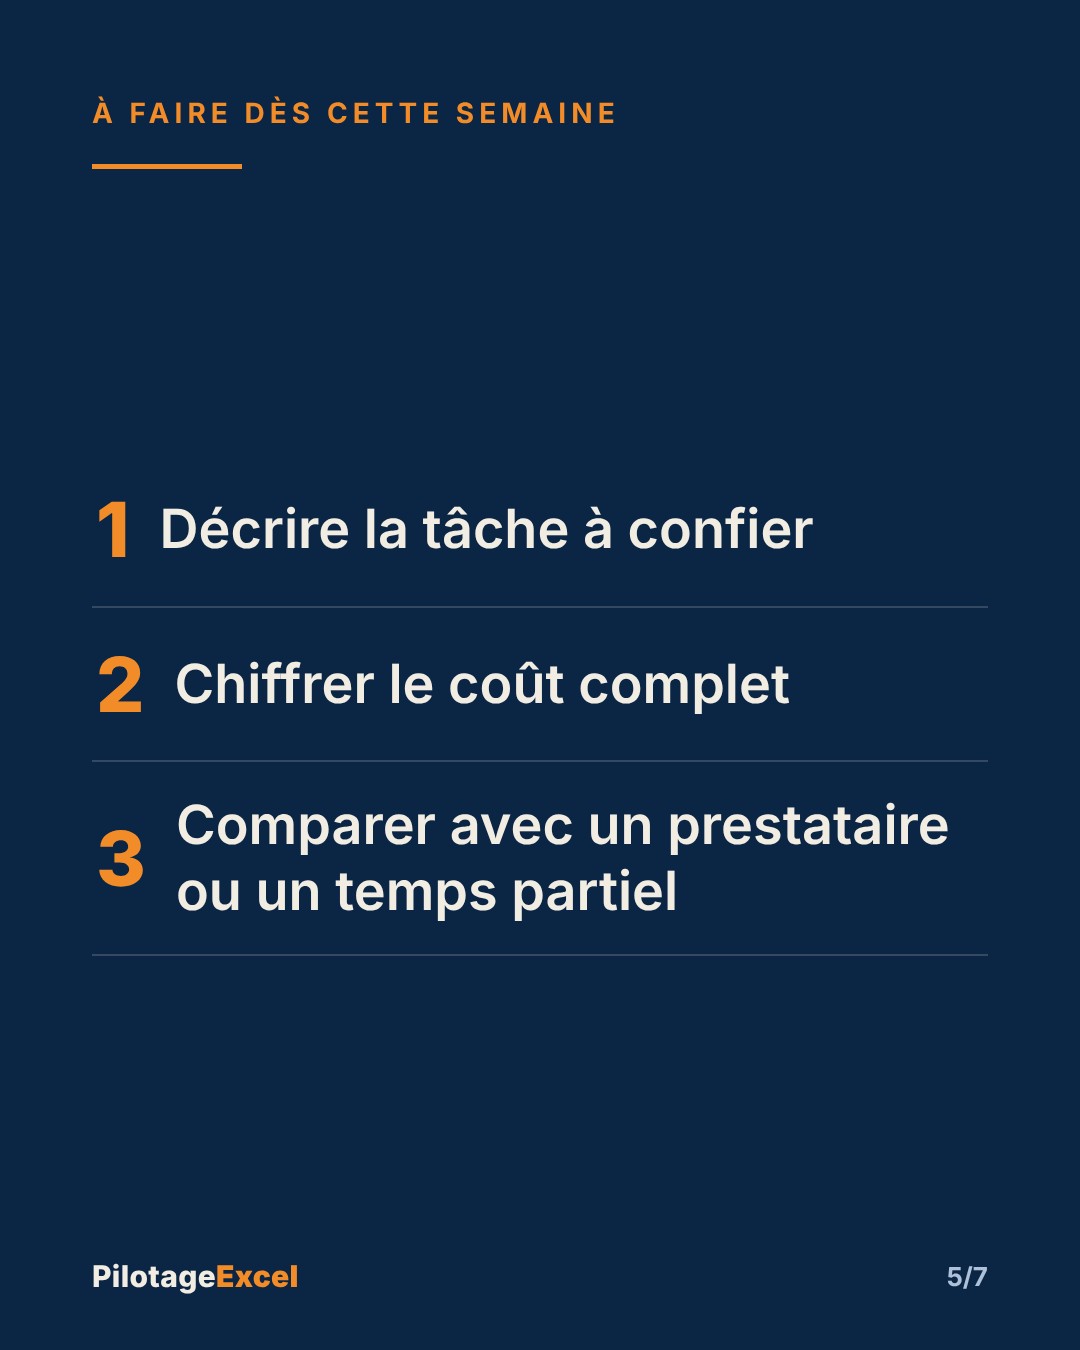 À FAIRE DÈS CETTE SEMAINE
1 Décrire la tâche à confier
2 Chiffrer le coût complet
3 Comparer avec un prestataire
ou un temps partiel
PilotageExcel
5/7